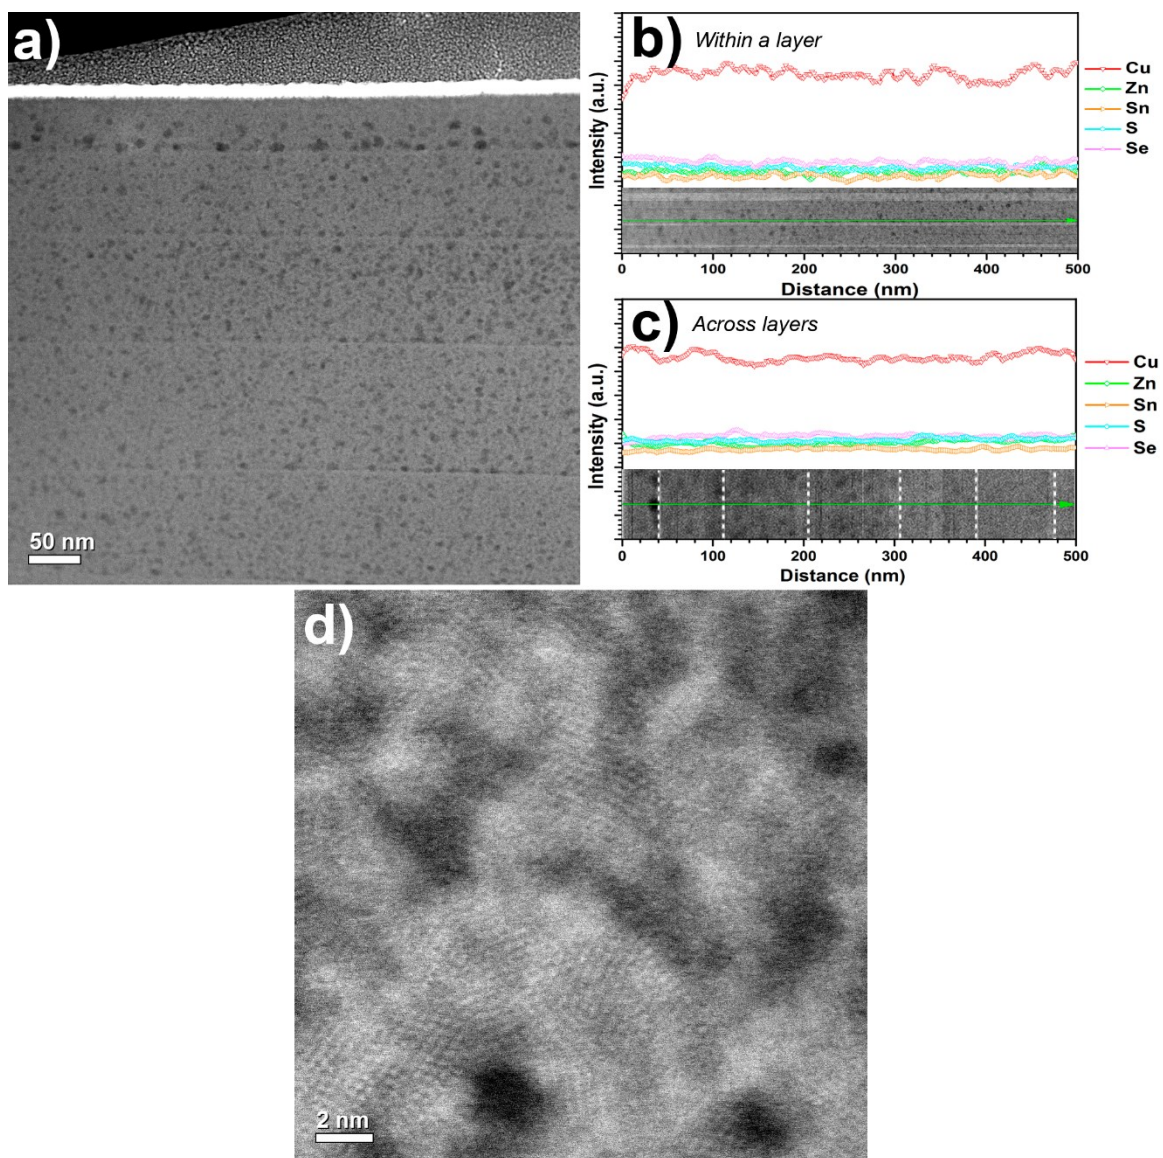 a)
50 nm
b) Within a layer
Intensity (a.u.)
Cu
Zn
Sn
S
Se
0 100 200 300 400 500
Distance (nm)
c) Across layers
Intensity (a.u.)
Cu
Zn
Sn
S
Se
0 100 200 300 400 500
Distance (nm)
d)
2 nm